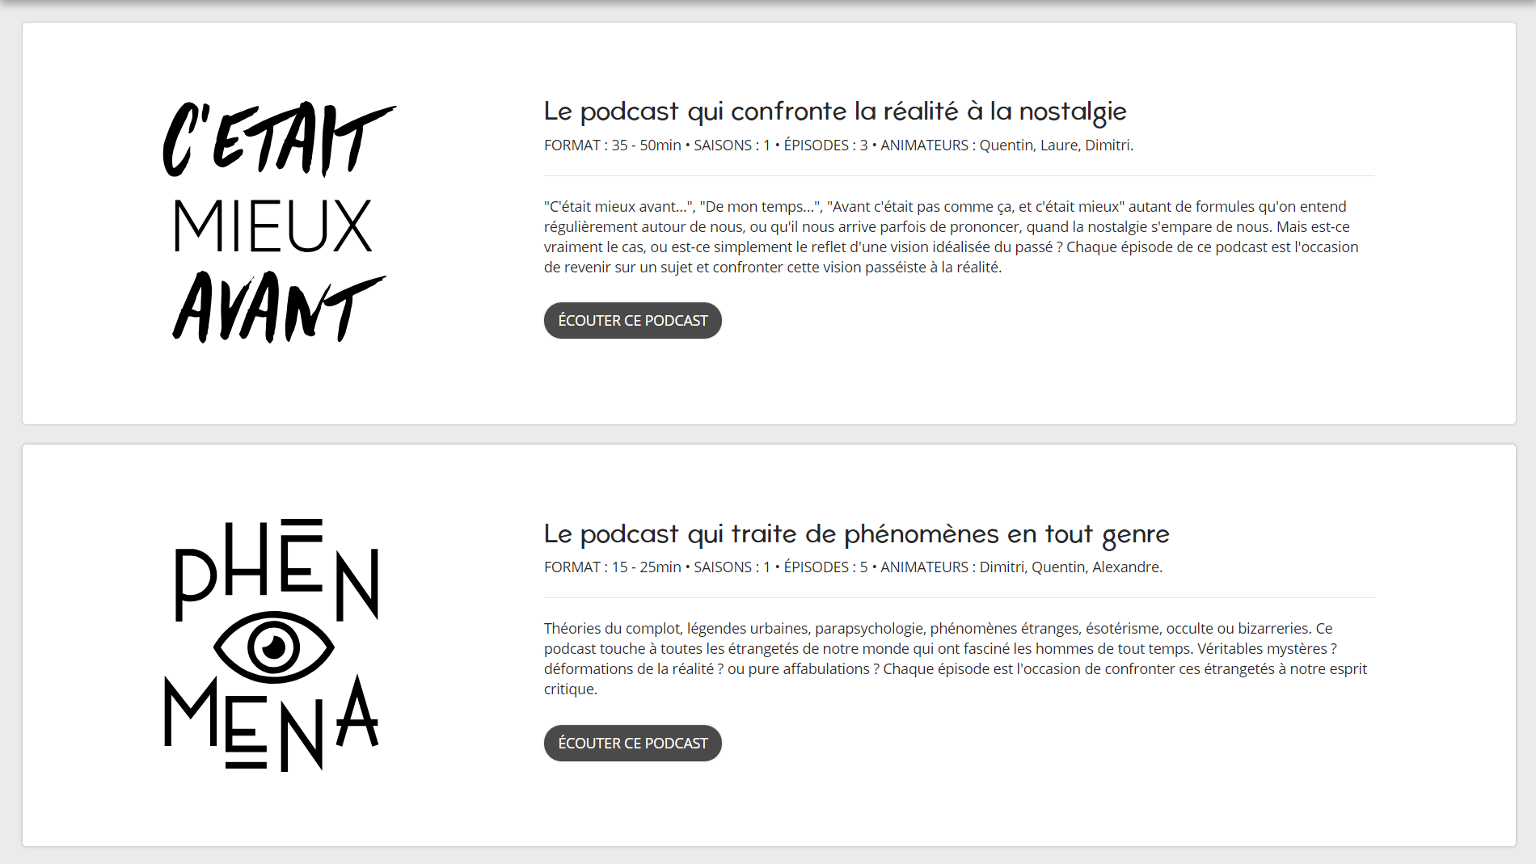 C'ETAIT
MIEUX
AVANT
Le podcast qui confronte la réalité à la nostalgie
FORMAT : 35 - 50min • SAISONS : 1 • ÉPISODES : 3 • ANIMATEURS : Quentin, Laure, Dimitri.
"C'était mieux avant...", "De mon temps...", "Avant c'était pas comme ça, et c'était mieux" autant de formules qu'on entend
régulièrement autour de nous, ou qu'il nous arrive parfois de prononcer, quand la nostalgie s'empare de nous. Mais est-ce
vraiment le cas, ou est-ce simplement le reflet d'une vision idéalisée du passé ? Chaque épisode de ce podcast est l'occasion
de revenir sur un sujet et confronter cette vision passéiste à la réalité.
ÉCOUTER CE PODCAST
PHEN
MENA
Le podcast qui traite de phénomènes en tout genre
FORMAT : 15 - 25min • SAISONS : 1 • ÉPISODES : 5 • ANIMATEURS : Dimitri, Quentin, Alexandre.
Théories du complot, légendes urbaines, parapsychologie, phénomènes étranges, ésotérisme, occulte ou bizarreries. Ce
podcast touche à toutes les étrangetés de notre monde qui ont fasciné les hommes de tout temps. Véritables mystères ?
déformations de la réalité ? ou pure affabulations ? Chaque épisode est l'occasion de confronter ces étrangetés à notre esprit
critique.
ÉCOUTER CE PODCAST